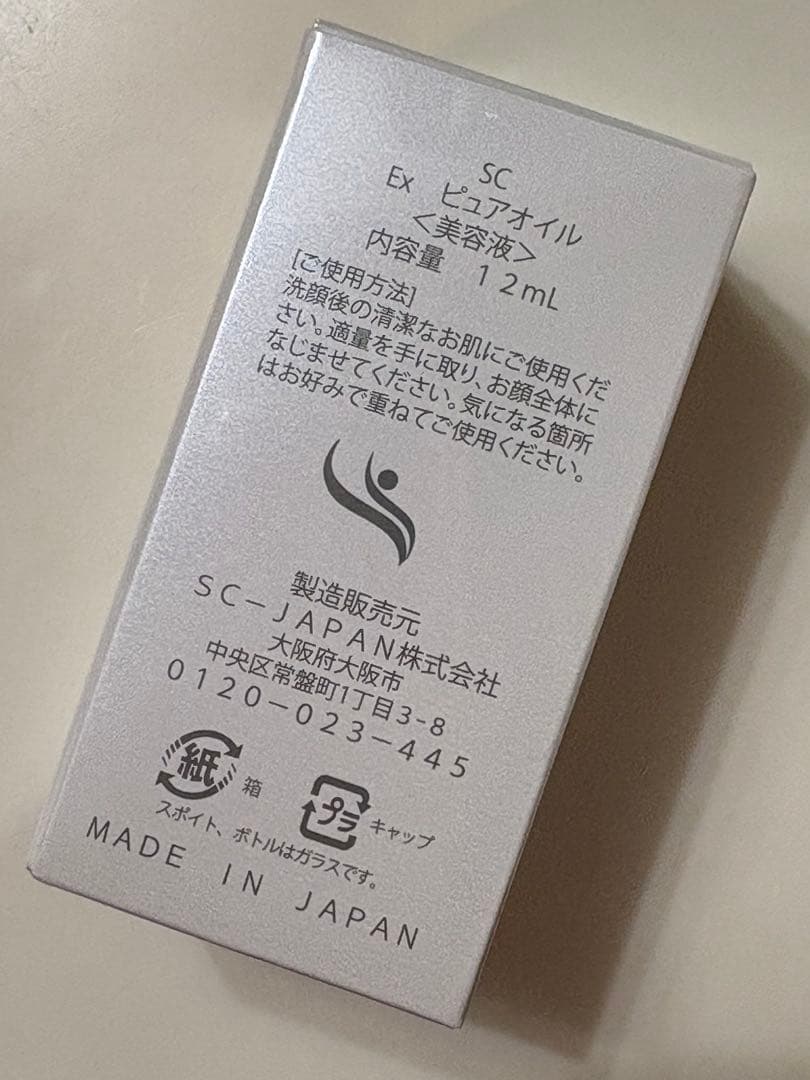 SC
Ex　ピュアオイル
＜美容液＞
内容量　１２mL
[ご使用方法]
洗顔後の清潔なお肌にご使用くだ
さい。適量を手に取り、お顔全体に
なじませてください。気になる箇所
はお好みで重ねてご使用ください。
製造販売元
ＳＣ－ＪＡＰＡＮ株式会社
大阪府大阪市
中央区常盤町1丁目3-8
０１２０－０２３－４４５
紙 箱
プラ キャップ
スポイト、ボトルはガラスです。
ＭＡＤＥ　ＩＮ　ＪＡＰＡＮ